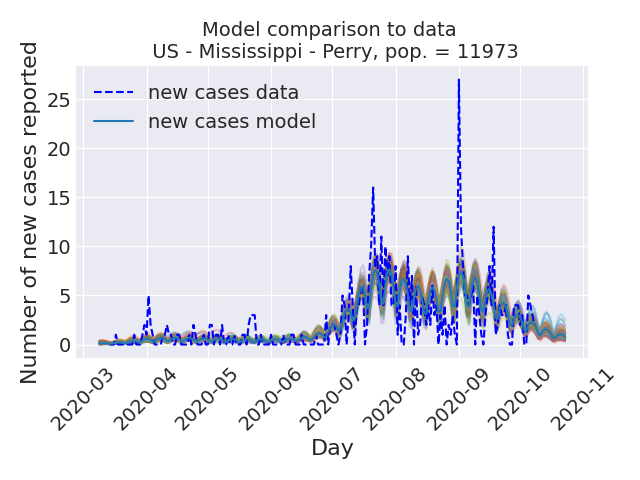 Model comparison to data
US - Mississippi - Perry, pop. = 11973
Number of new cases reported
new cases data
new cases model
25
20
15
10
5
0
2020-03
2020-04
2020-05
2020-06
2020-07
2020-08
2020-09
2020-10
2020-11
Day